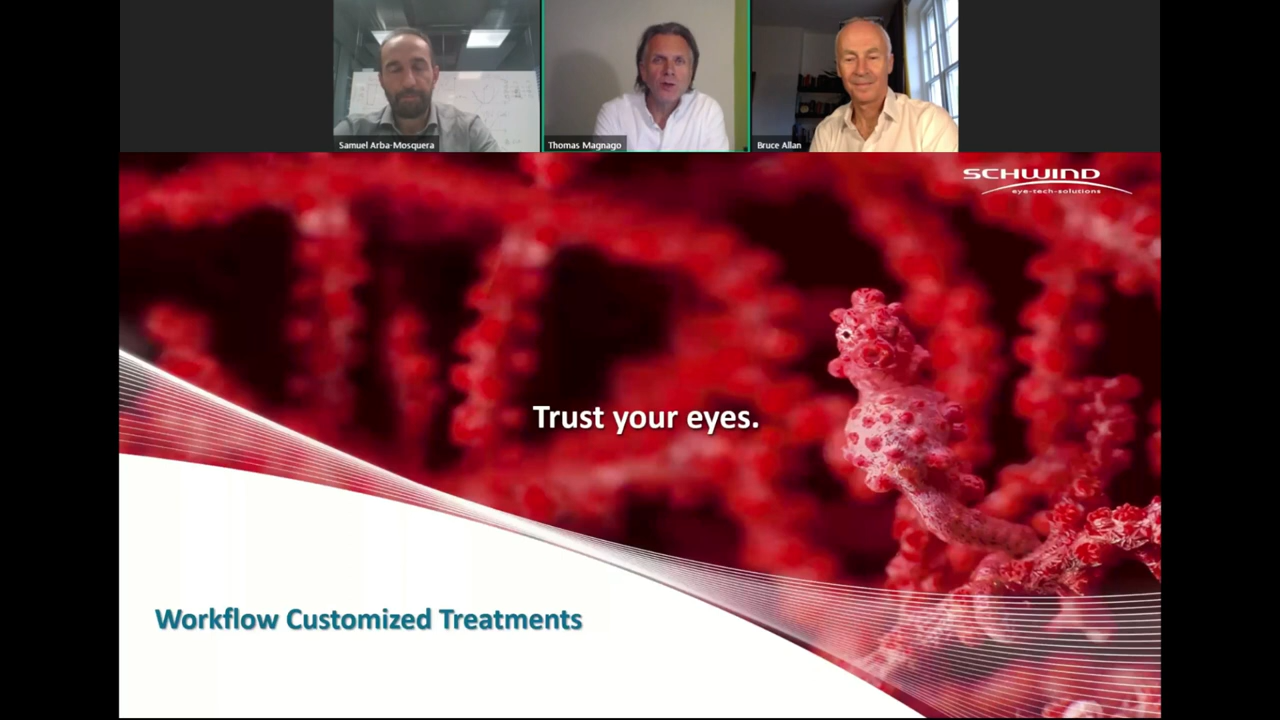 Samuel Arba-Mosquera
Thomas Magnago
Bruce Allan
SCHWIND
eye-tech-solutions
Trust your eyes.
Workflow Customized Treatments